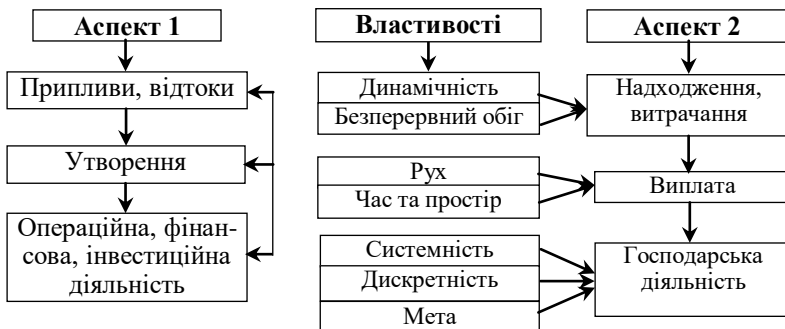 Аспект 1
Припливи, відтоки
Утворення
Операційна, фінан-
сова, інвестиційна
діяльність
Властивості
Динамічність
Безперервний обіг
Рух
Час та простір
Системність
Дискретність
Мета
Аспект 2
Надходження,
витрачання
Виплата
Господарська
діяльність